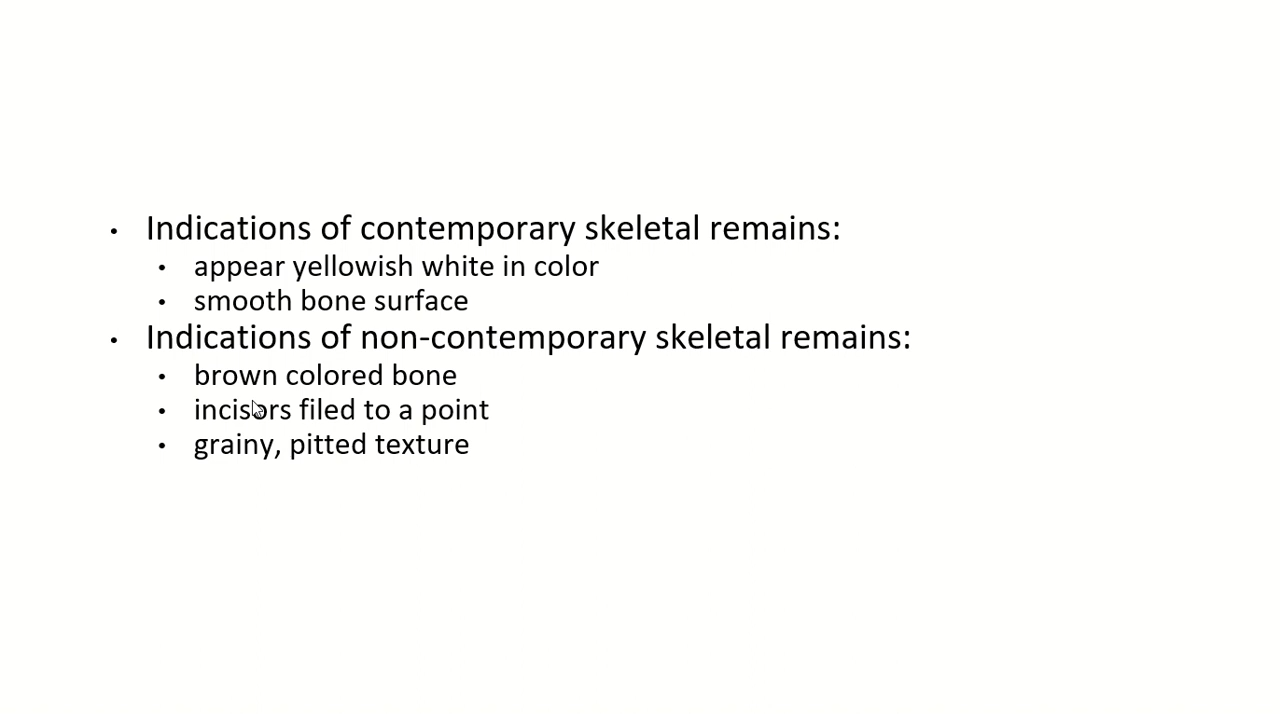 • Indications of contemporary skeletal remains:
• appear yellowish white in color
• smooth bone surface
• Indications of non-contemporary skeletal remains:
• brown colored bone
• incisors filed to a point
• grainy, pitted texture